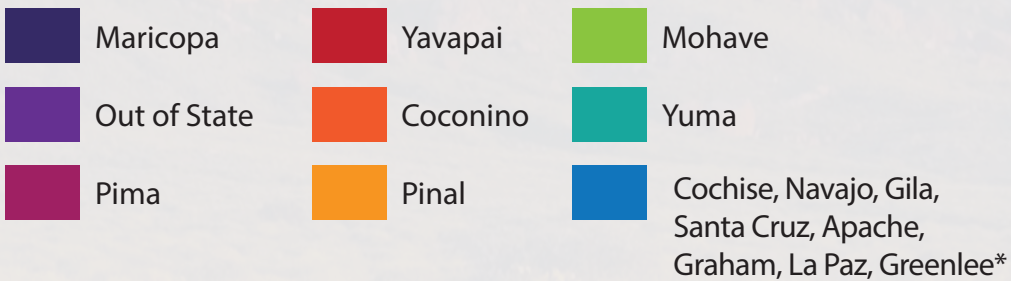 Maricopa
Yavapai
Mohave
Out of State
Coconino
Yuma
Pima
Pinal
Cochise, Navajo, Gila,
Santa Cruz, Apache,
Graham, La Paz, Greenlee*